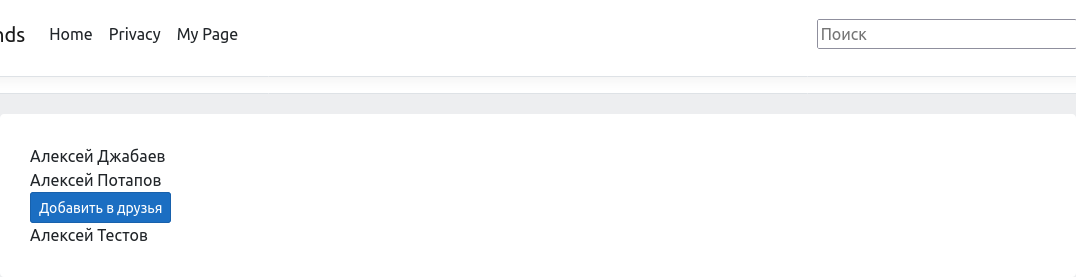 nds Home Privacy My Page Поиск
Алексей Джабаев
Алексей Потапов
Добавить в друзья
Алексей Тестов